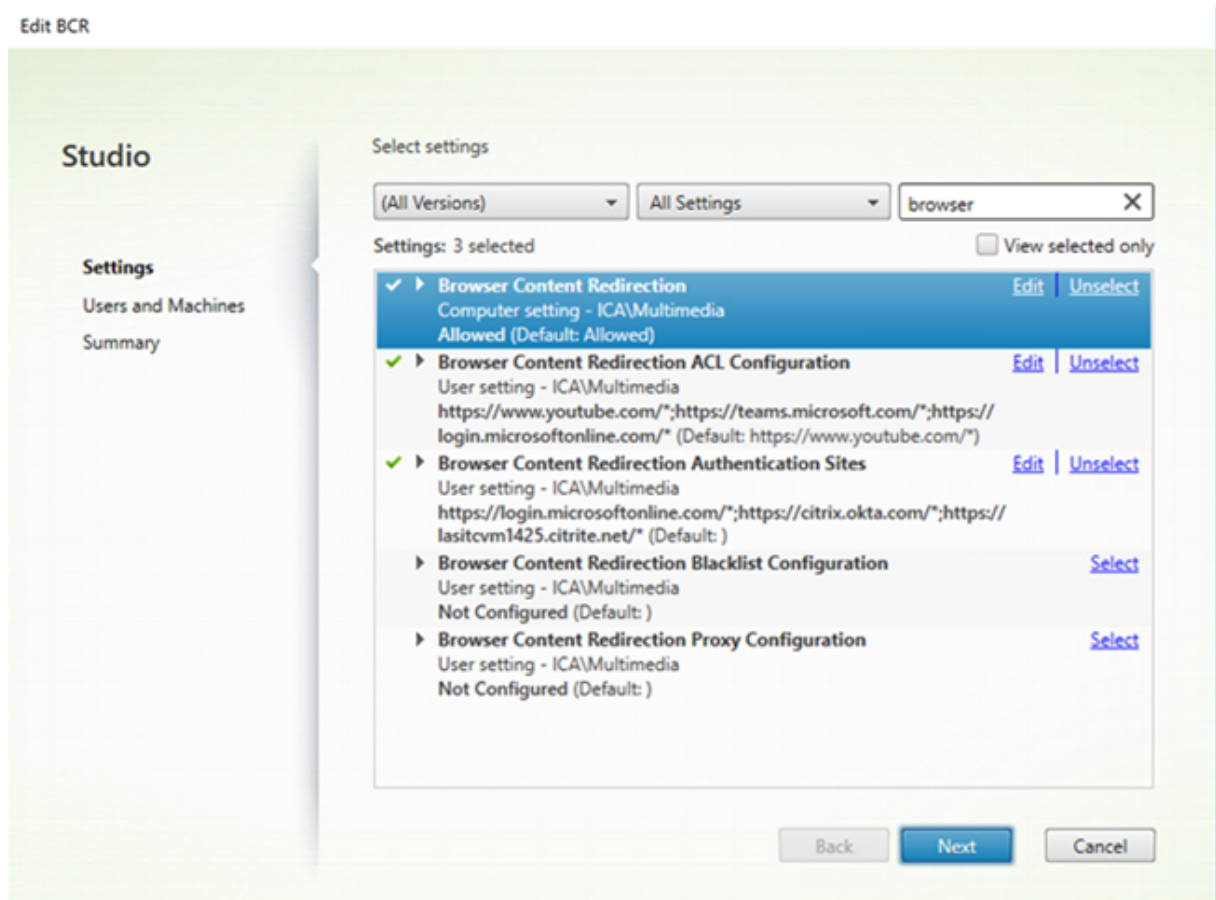 Edit BCR
Studio
Settings
Users and Machines
Summary
Select settings
(All Versions)
All Settings
browser
Settings: 3 selected
View selected only
Browser Content Redirection
Edit
Unselect
Computer setting - ICA\Multimedia
Allowed (Default: Allowed)
Browser Content Redirection ACL Configuration
Edit
Unselect
User setting - ICA\Multimedia
https://www.youtube.com/*;https://teams.microsoft.com/*;https://
login.microsoftonline.com/* (Default: https://www.youtube.com/*)
Browser Content Redirection Authentication Sites
Edit
Unselect
User setting - ICA\Multimedia
https://login.microsoftonline.com/*;https://citrix.okta.com/*;https://
lasitcvm1425.citrite.net/* (Default: )
Browser Content Redirection Blacklist Configuration
Select
User setting - ICA\Multimedia
Not Configured (Default: )
Browser Content Redirection Proxy Configuration
Select
User setting - ICA\Multimedia
Not Configured (Default: )
Back
Next
Cancel